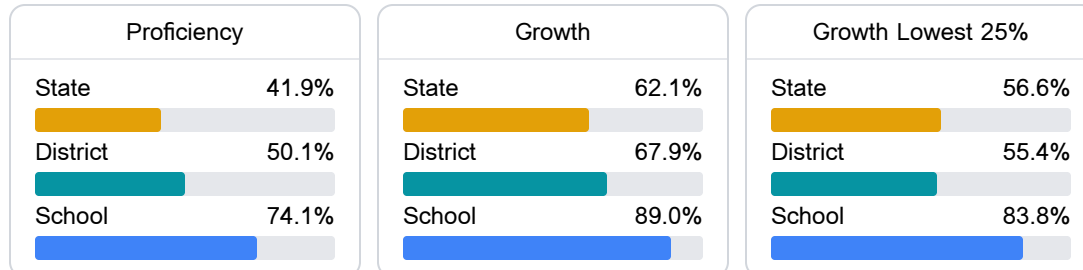 Proficiency
State 41.9%
District 50.1%
School 74.1%
Growth
State 62.1%
District 67.9%
School 89.0%
Growth Lowest 25%
State 56.6%
District 55.4%
School 83.8%